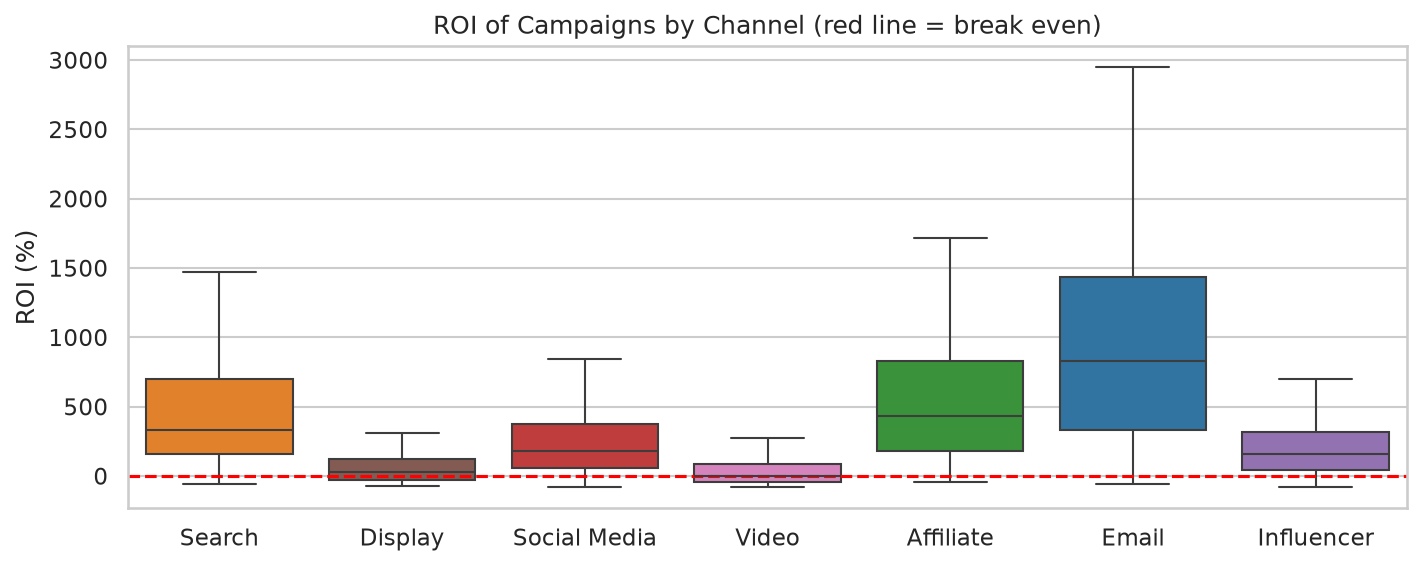 ROI of Campaigns by Channel (red line = break even)
ROI (%)
3000
2500
2000
1500
1000
500
0
Search Display Social Media Video Affiliate Email Influencer